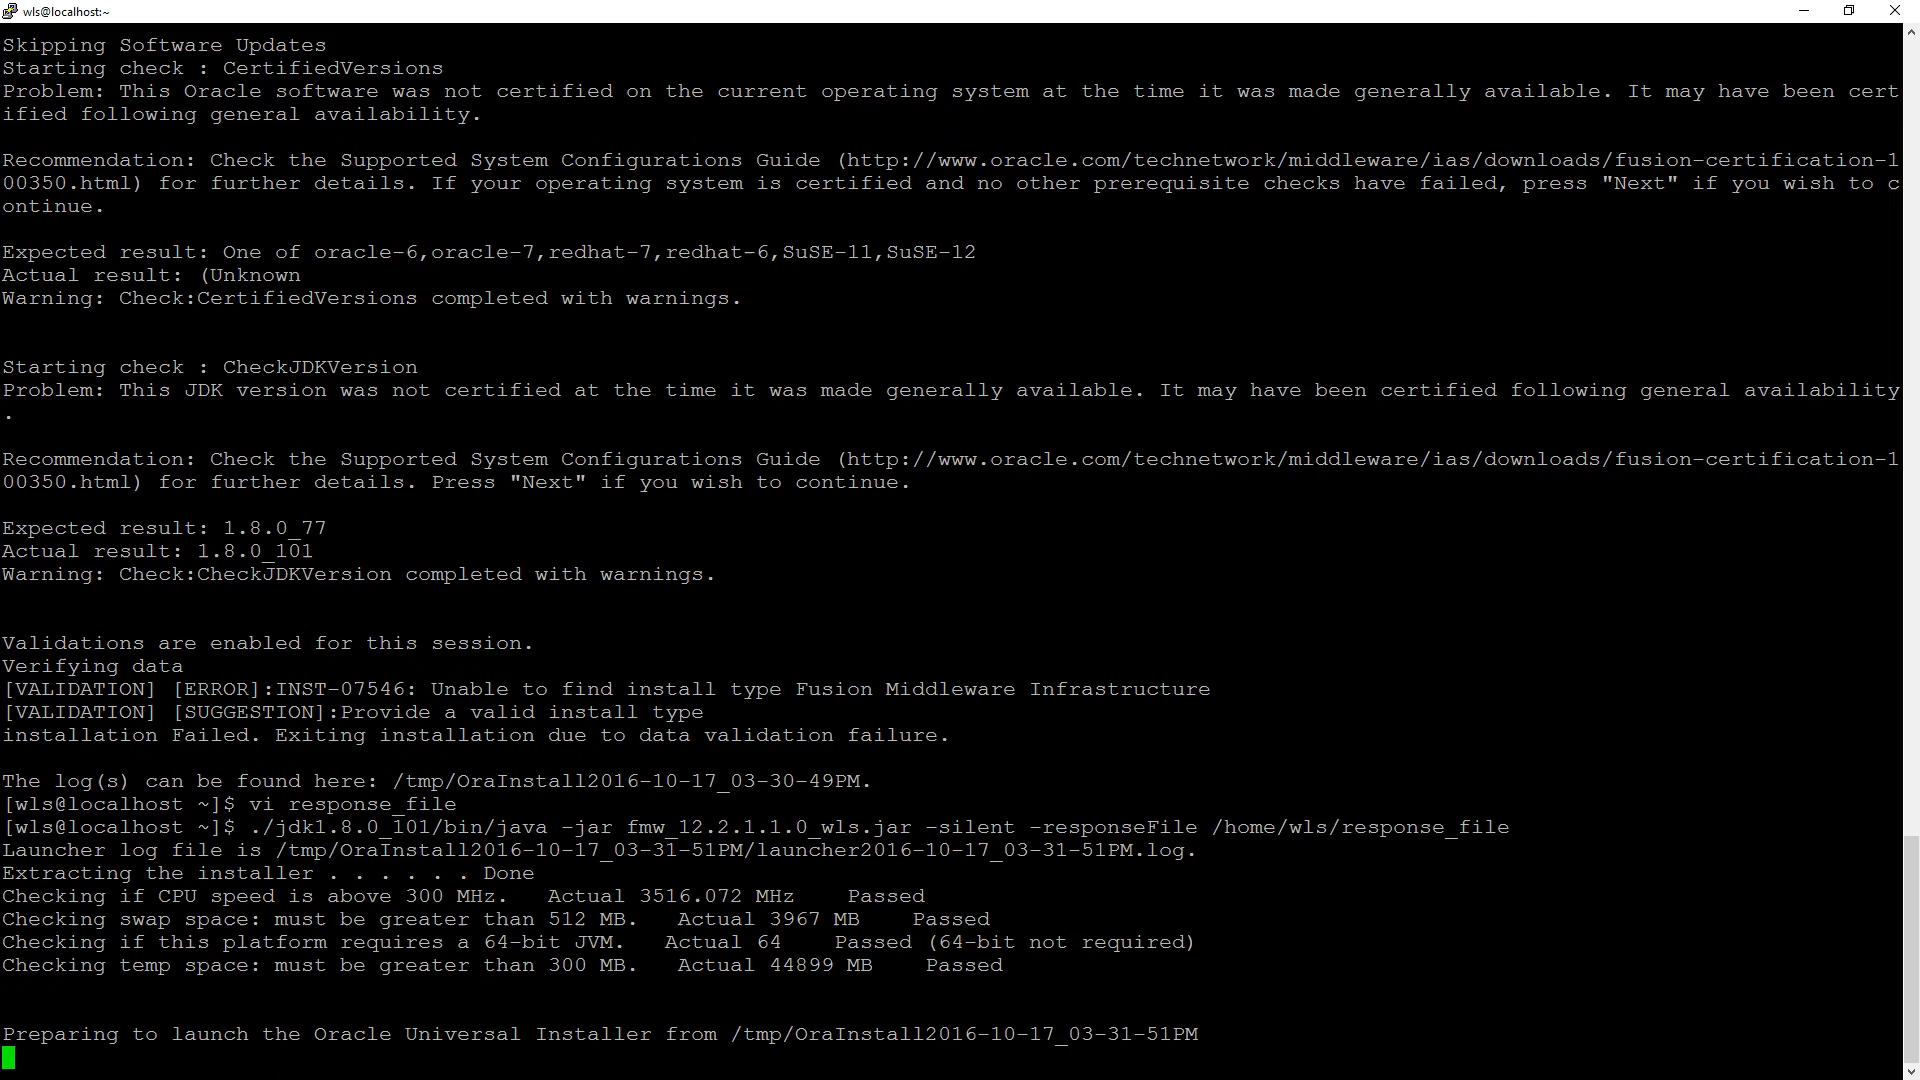 wls@localhost:~
Skipping Software Updates
Starting check : CertifiedVersions
Problem: This Oracle software was not certified on the current operating system at the time it was made generally available. It may have been cert
ified following general availability.
Recommendation: Check the Supported System Configurations Guide (http://www.oracle.com/technetwork/middleware/ias/downloads/fusion-certification-1
00350.html) for further details. If your operating system is certified and no other prerequisite checks have failed, press "Next" if you wish to c
ontinue.
Expected result: One of oracle-6,oracle-7,redhat-7,redhat-6,SuSE-11,SuSE-12
Actual result: (Unknown
Warning: Check:CertifiedVersions completed with warnings.
Starting check : CheckJDKVersion
Problem: This JDK version was not certified at the time it was made generally available. It may have been certified following general availability
.
Recommendation: Check the Supported System Configurations Guide (http://www.oracle.com/technetwork/middleware/ias/downloads/fusion-certification-1
00350.html) for further details. Press "Next" if you wish to continue.
Expected result: 1.8.0_77
Actual result: 1.8.0_101
Warning: Check:CheckJDKVersion completed with warnings.
Validations are enabled for this session.
Verifying data
[VALIDATION] [ERROR]:INST-07546: Unable to find install type Fusion Middleware Infrastructure
[VALIDATION] [SUGGESTION]:Provide a valid install type
installation Failed. Exiting installation due to data validation failure.
The log(s) can be found here: /tmp/OraInstall2016-10-17_03-30-49PM.
[wls@localhost ~]$ vi response_file
[wls@localhost ~]$ ./jdk1.8.0_101/bin/java -jar fmw_12.2.1.1.0_wls.jar -silent -responseFile /home/wls/response_file
Launcher log file is /tmp/OraInstall2016-10-17_03-31-51PM/launcher2016-10-17_03-31-51PM.log.
Extracting the installer . . . . . . Done
Checking if CPU speed is above 300 MHz.   Actual 3516.072 MHz    Passed
Checking swap space: must be greater than 512 MB.   Actual 3967 MB    Passed
Checking if this platform requires a 64-bit JVM.   Actual 64    Passed (64-bit not required)
Checking temp space: must be greater than 300 MB.   Actual 44899 MB    Passed
Preparing to launch the Oracle Universal Installer from /tmp/OraInstall2016-10-17_03-31-51PM